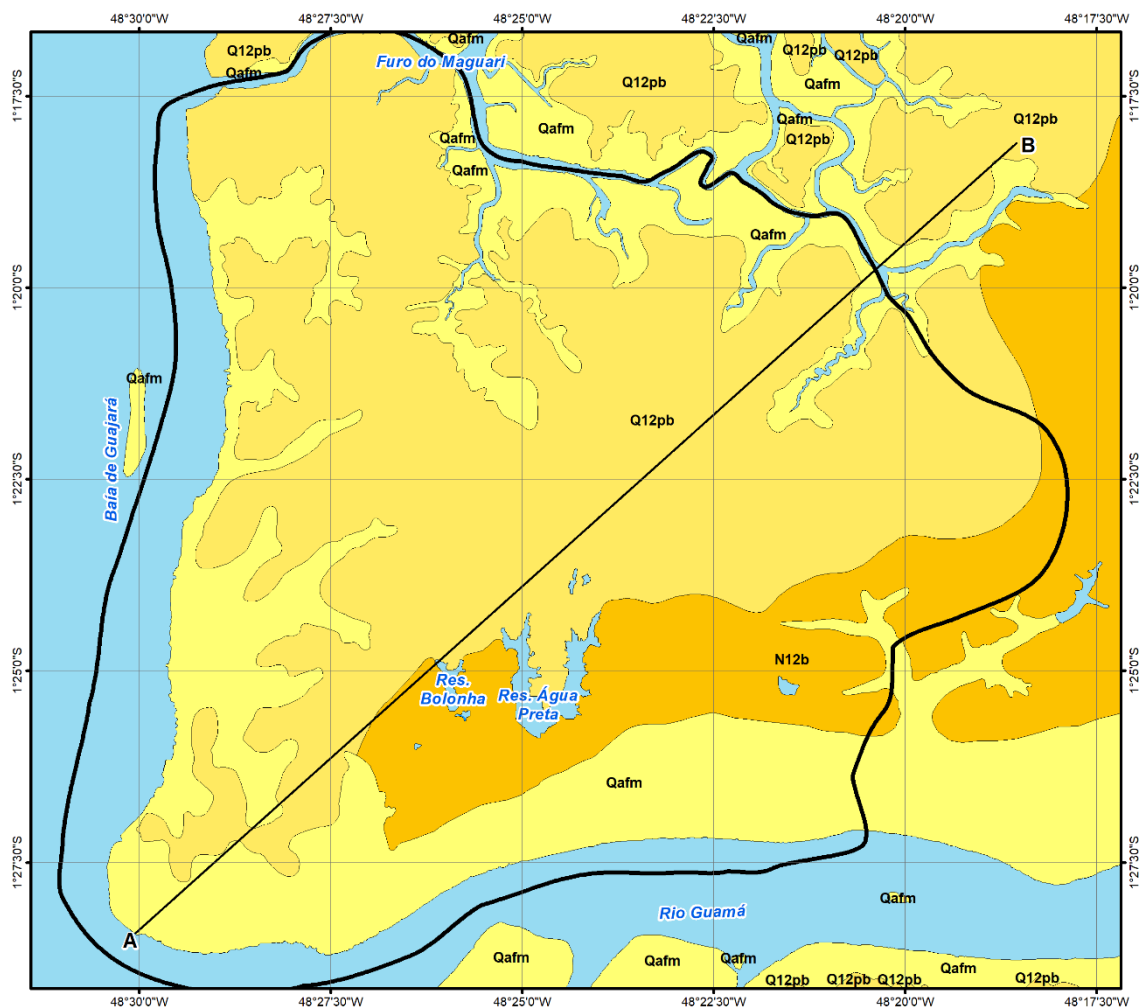 48°30'0"W
48°27'30"W
48°25'0"W
48°22'30"W
48°20'0"W
48°17'30"W
Qafm
Qafm
Q12pb
Q12pb
Q12pb
Furo do Maguari
Qafm
Q12pb
Qafm
1°17'30"S
1°17'30"S
Qafm
Q12pb
Qafm
Qafm
Q12pb
B
Qafm
Qafm
1°20'0"S
1°20'0"S
Qafm
Q12pb
Baía de Guajará
1°22'30"S
1°22'30"S
N12b
1°25'0"S
1°25'0"S
Res.
Bolonha
Res. Água
Preta
Qafm
1°27'30"S
1°27'30"S
Qafm
Rio Guamá
A
Qafm
Qafm
Qafm
Qafm
Q12pb
Q12pb
Q12pb
Q12pb
48°30'0"W
48°27'30"W
48°25'0"W
48°22'30"W
48°20'0"W
48°17'30"W